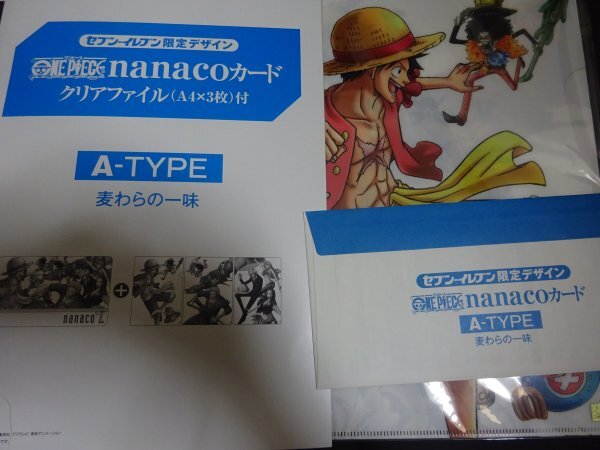 セブン-イレブン限定デザイン
ONE PIECE nanacoカード
クリアファイル(A4×3枚)付
A-TYPE
麦わらの一味
nanaco
セブン-イレブン限定デザイン
ONE PIECE nanacoカード
A-TYPE
麦わらの一味